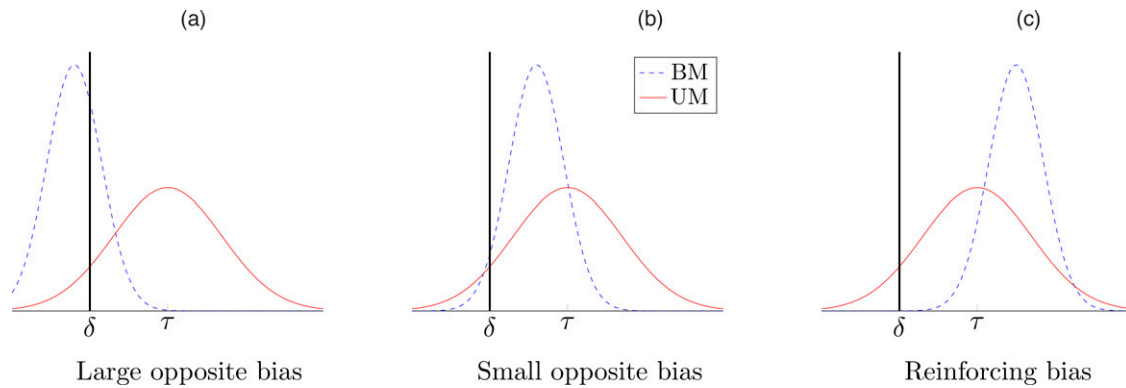 (a) (b) (c)
BM
UM
δ τ δ τ δ τ
Large opposite bias Small opposite bias Reinforcing bias